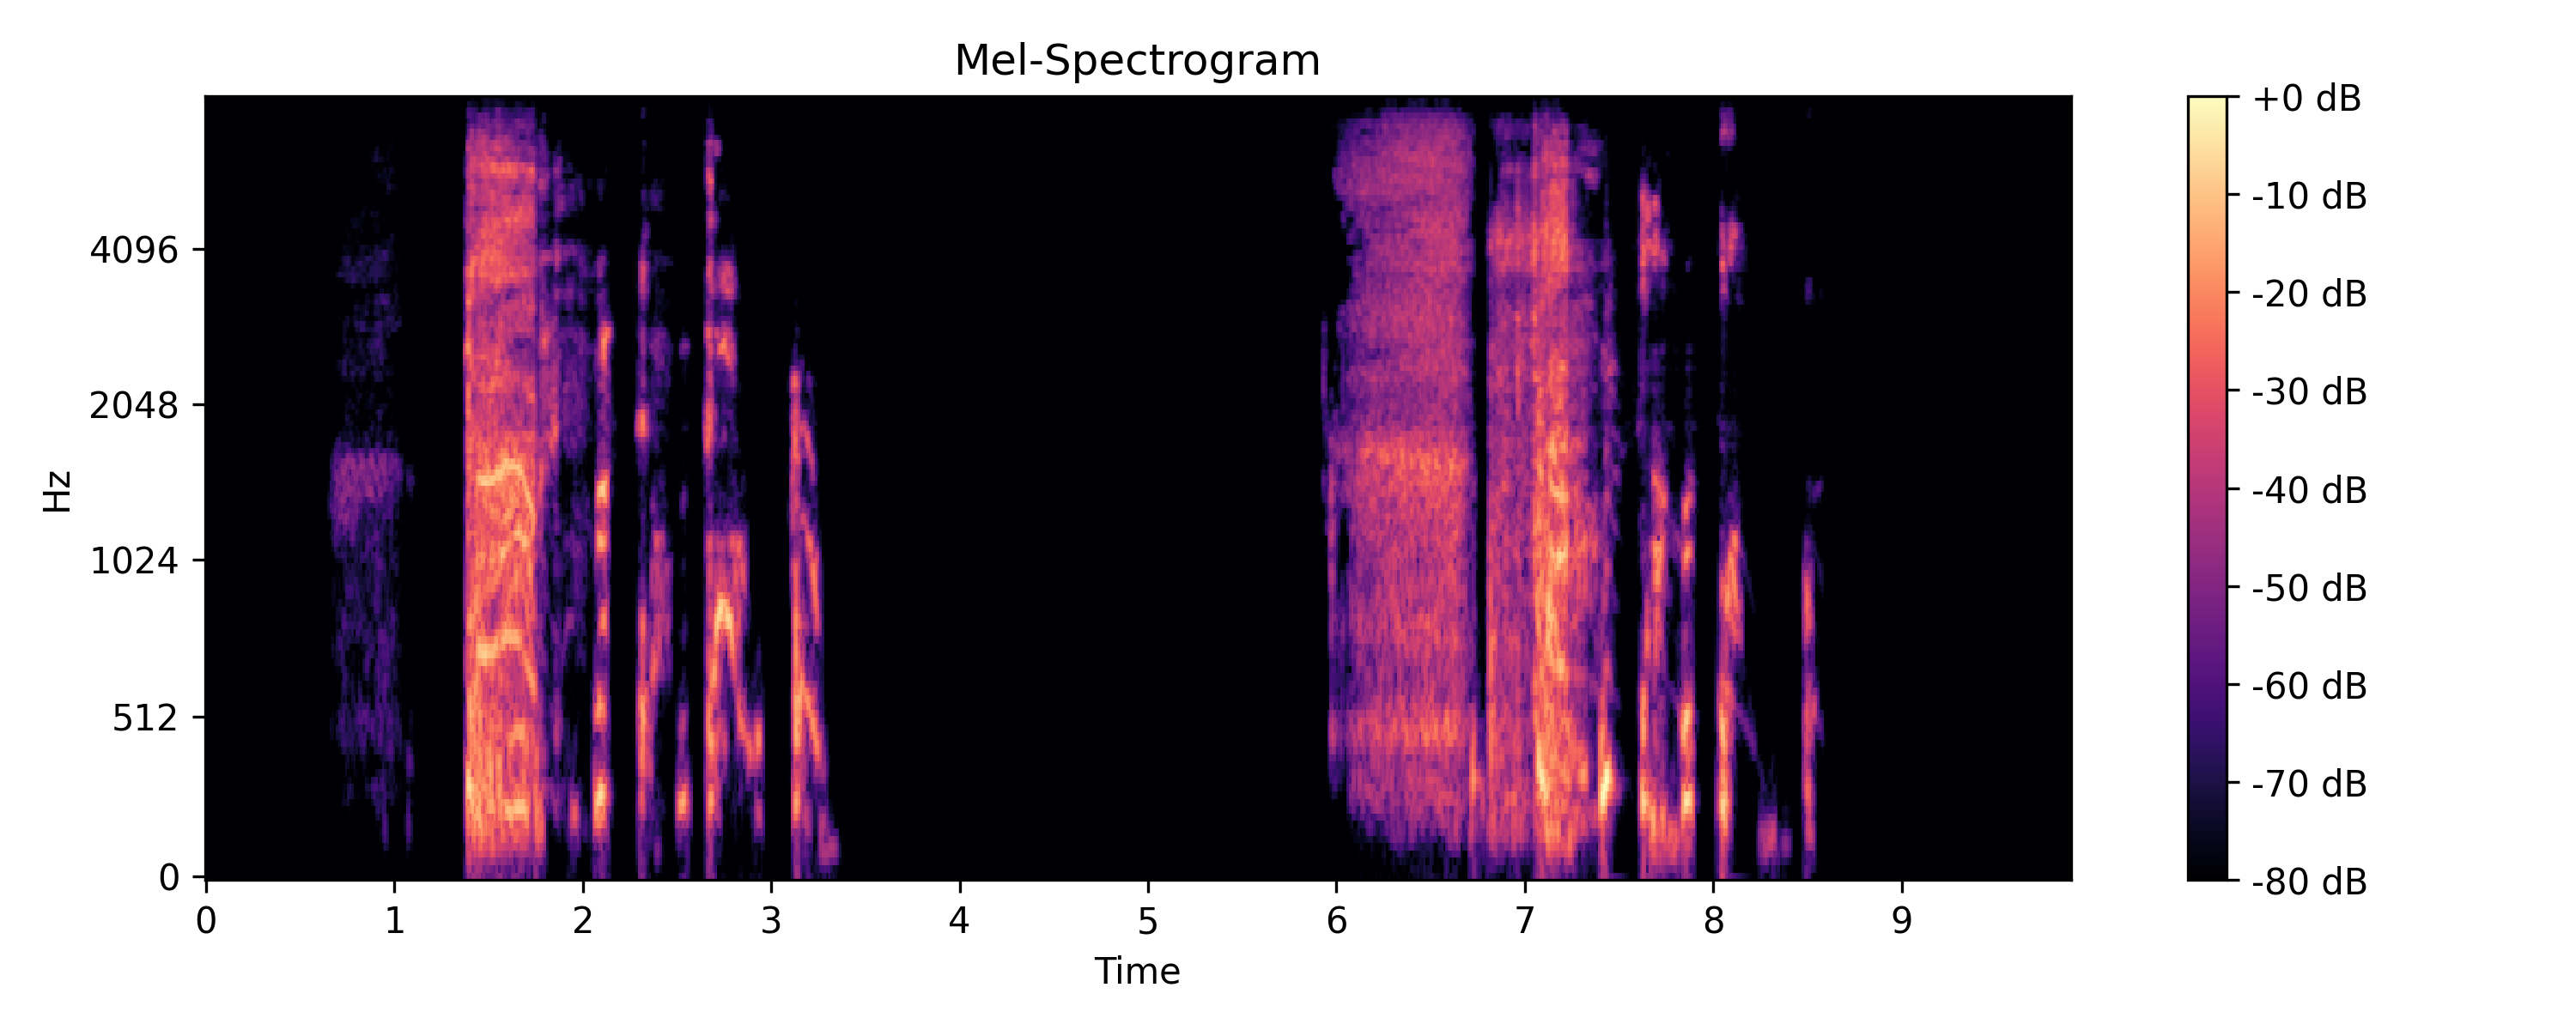 Mel-Spectrogram
+0 dB
-10 dB
-20 dB
-30 dB
-40 dB
-50 dB
-60 dB
-70 dB
-80 dB
Hz
4096
2048
1024
512
0
0 1 2 3 4 5 6 7 8 9
Time